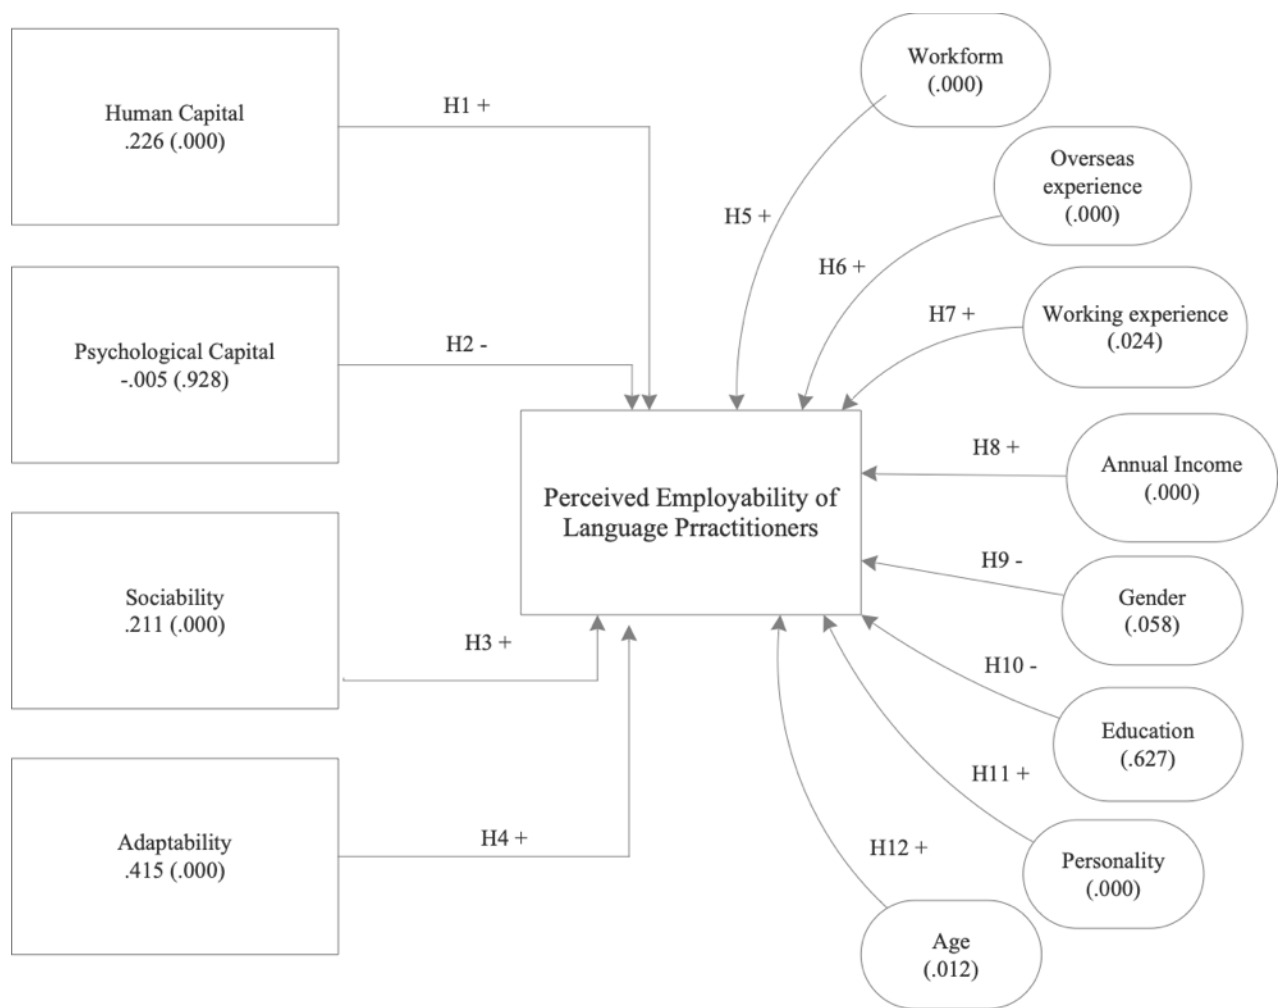 Human Capital
.226 (.000)
H1 +
Psychological Capital
-.005 (.928)
H2 -
Sociability
.211 (.000)
H3 +
Adaptability
.415 (.000)
H4 +
Perceived Employability of
Language Prractitioners
Workform
(.000)
H5 +
Overseas
experience
(.000)
H6 +
Working experience
(.024)
H7 +
Annual Income
(.000)
H8 +
Gender
(.058)
H9 -
Education
(.627)
H10 -
Personality
(.000)
H11 +
Age
(.012)
H12 +